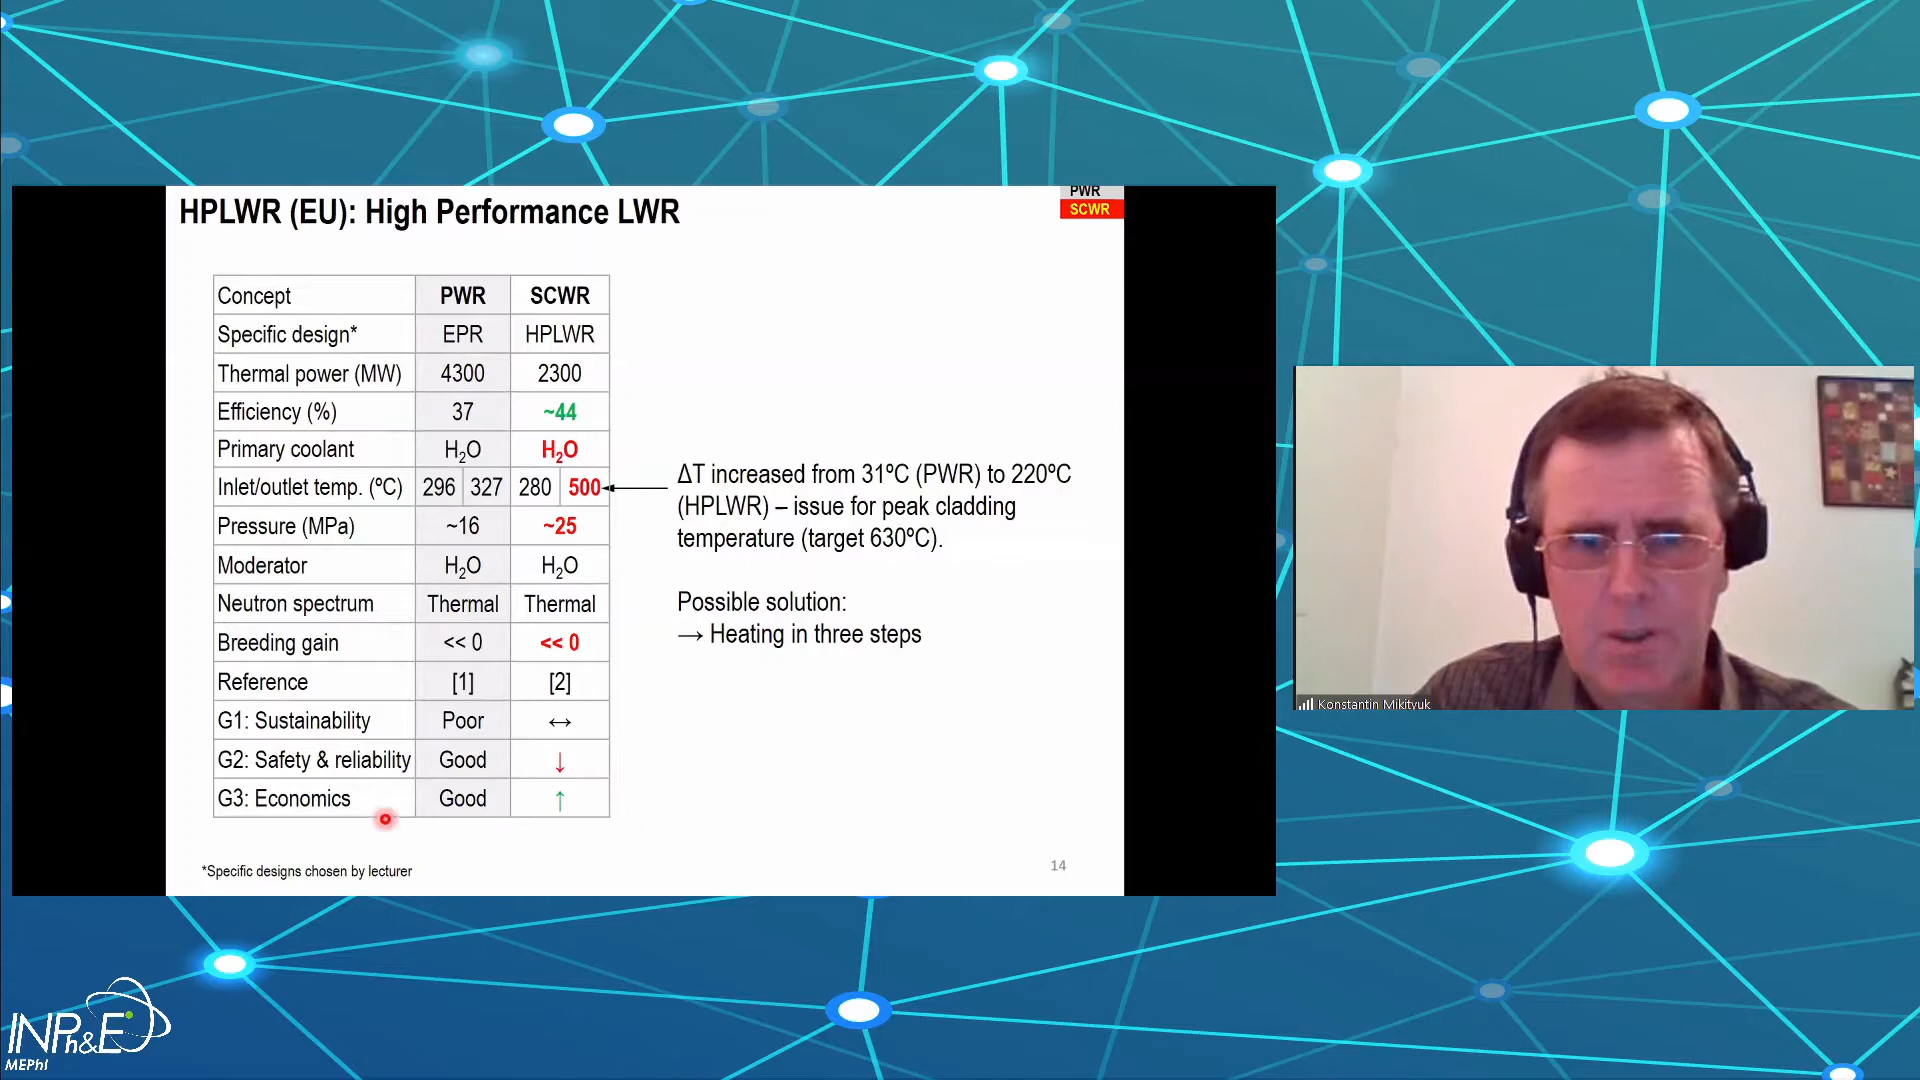 HPLWR (EU): High Performance LWR
PWR
SCWR
Concept PWR SCWR
Specific design* EPR HPLWR
Thermal power (MW) 4300 2300
Efficiency (%) 37 ~44
Primary coolant H₂O H₂O
Inlet/outlet temp. (ºC) 296 327 280 500
Pressure (MPa) ~16 ~25
Moderator H₂O H₂O
Neutron spectrum Thermal Thermal
Breeding gain << 0 << 0
Reference [1] [2]
G1: Sustainability Poor ↔
G2: Safety & reliability Good ↓
G3: Economics Good ↑
ΔT increased from 31ºC (PWR) to 220ºC
(HPLWR) – issue for peak cladding
temperature (target 630ºC).
Possible solution:
→ Heating in three steps
*Specific designs chosen by lecturer
14
Konstantin Mikityuk
INPh&E
MEPhI